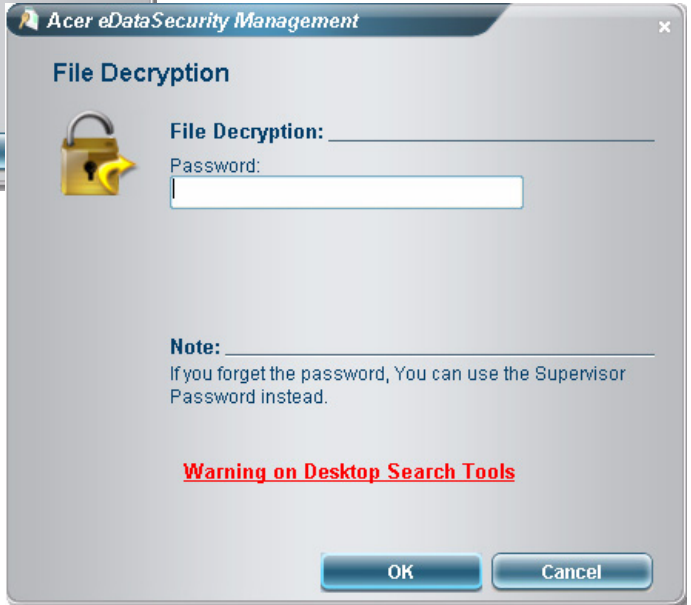 Acer eDataSecurity Management
File Decryption
File Decryption:
Password:
Note:
If you forget the password, You can use the Supervisor
Password instead.
Warning on Desktop Search Tools
OK
Cancel